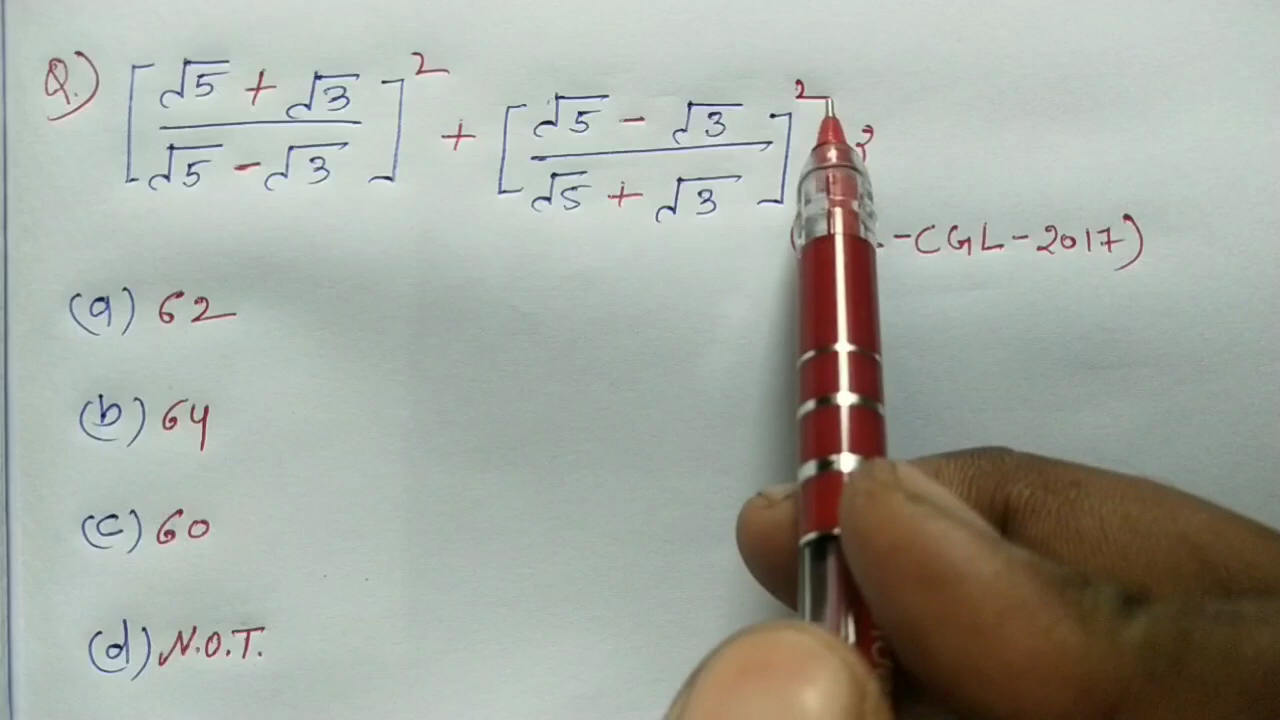 Q.) [√5 + √3 / √5 - √3]² + [√5 - √3 / √5 + √3]²
-CGL-2017)
(a) 62
(b) 64
(c) 60
(d) N.O.T.